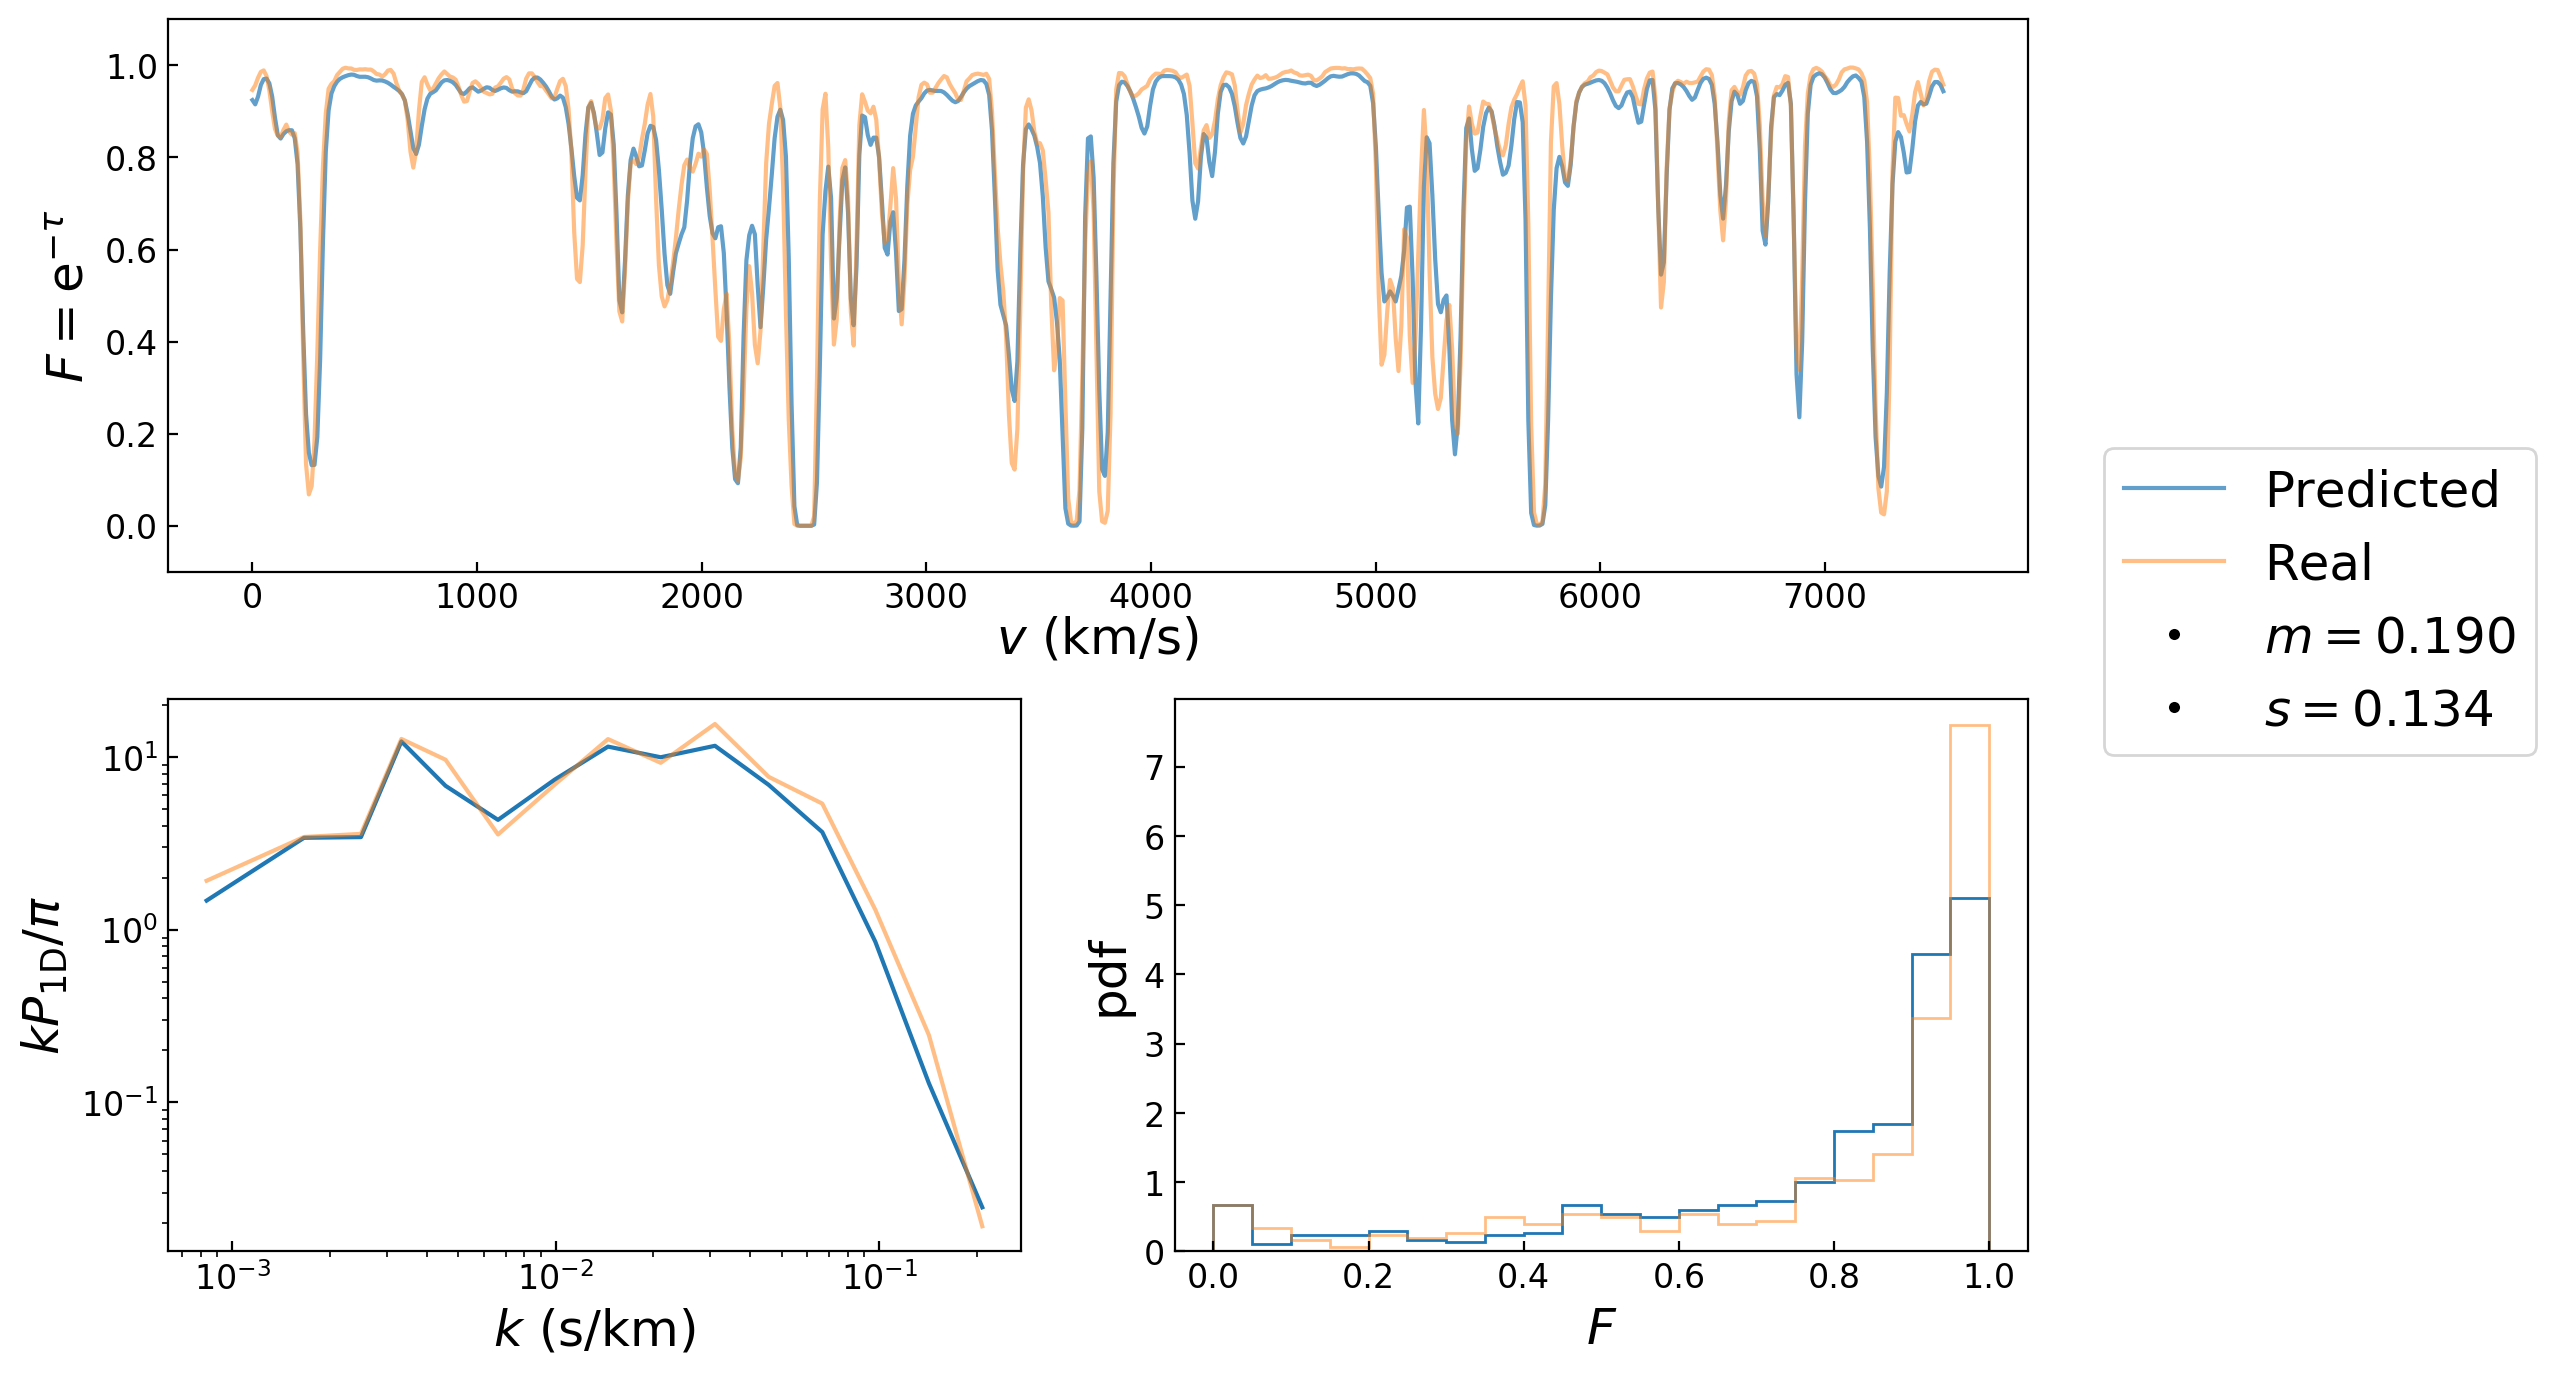 F = e^{−τ}
1.0
0.8
0.6
0.4
0.2
0.0
0 1000 2000 3000 4000 5000 6000 7000
v (km/s)
Predicted
Real
m = 0.190
s = 0.134
kP_{1D}/π
10^1
10^0
10^{−1}
10^{−3} 10^{−2} 10^{−1}
k (s/km)
pdf
7
6
5
4
3
2
1
0
0.0 0.2 0.4 0.6 0.8 1.0
F